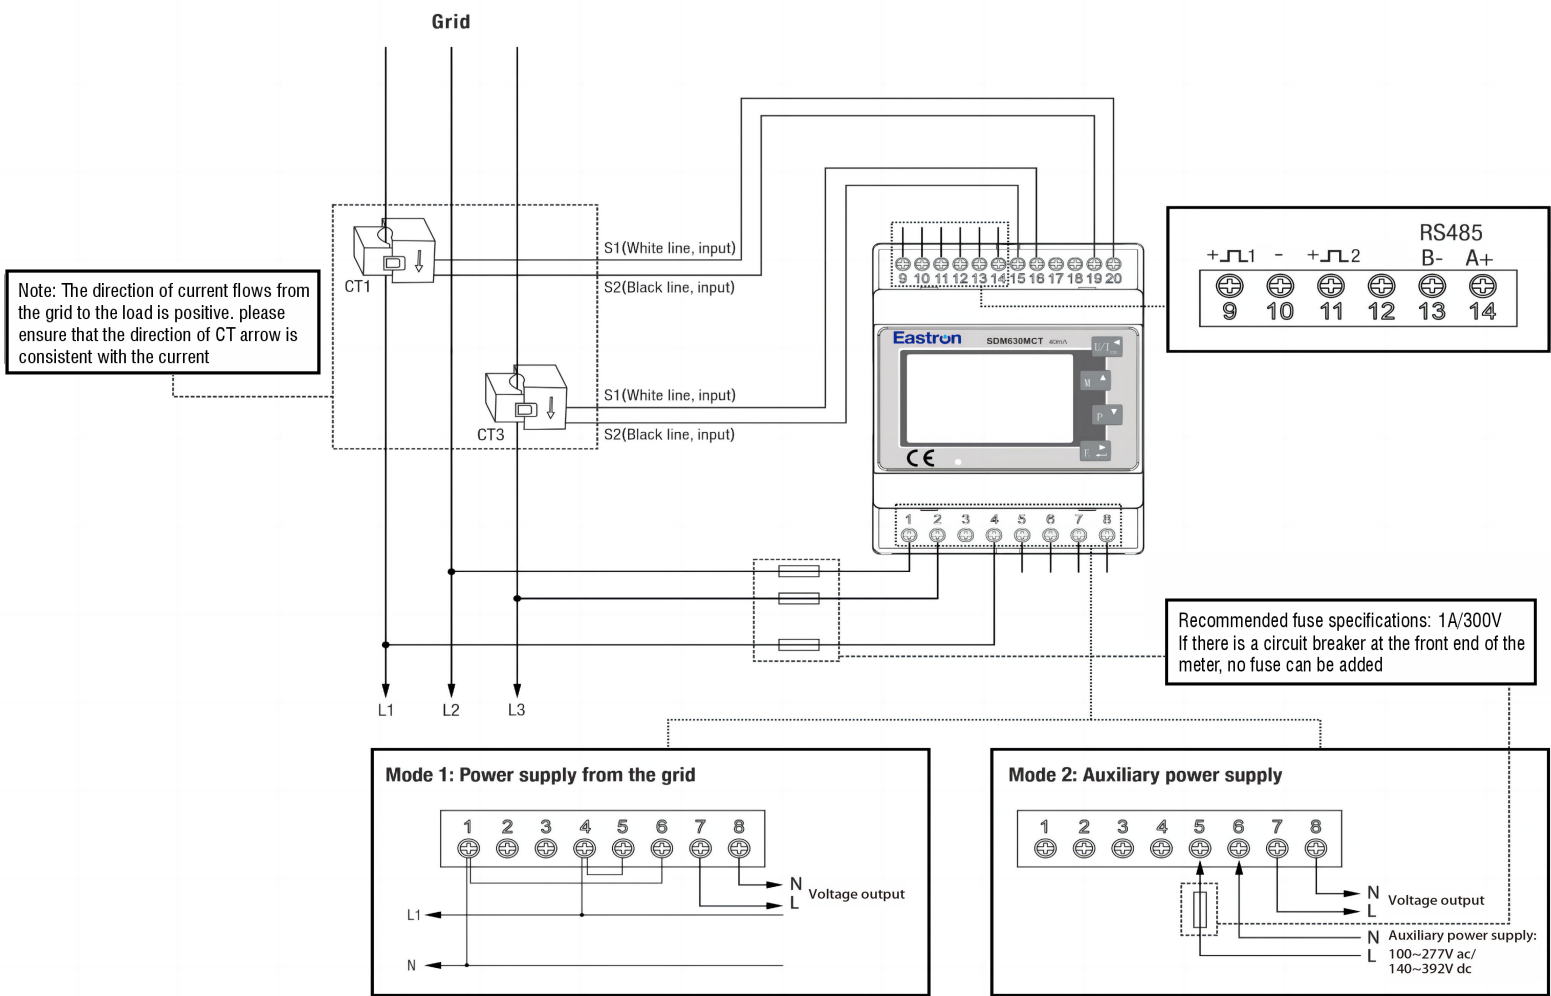 Grid
S1(White line, input)
S2(Black line, input)
CT1
Note: The direction of current flows from
the grid to the load is positive. please
ensure that the direction of CT arrow is
consistent with the current
S1(White line, input)
S2(Black line, input)
CT3
9 10 11 12 13 14 15 16 17 18 19 20
Eastron SDM630MCT 40mA
U/I
M
P
E
CE
1 2 3 4 5 6 7 8
RS485
+ 1 - + 2 B- A+
9 10 11 12 13 14
Recommended fuse specifications: 1A/300V
If there is a circuit breaker at the front end of the
meter, no fuse can be added
L1 L2 L3
Mode 1: Power supply from the grid
1 2 3 4 5 6 7 8
N
Voltage output
L
L1
N
Mode 2: Auxiliary power supply
1 2 3 4 5 6 7 8
N
Voltage output
L
N Auxiliary power supply:
L 100~277V ac/
140~392V dc